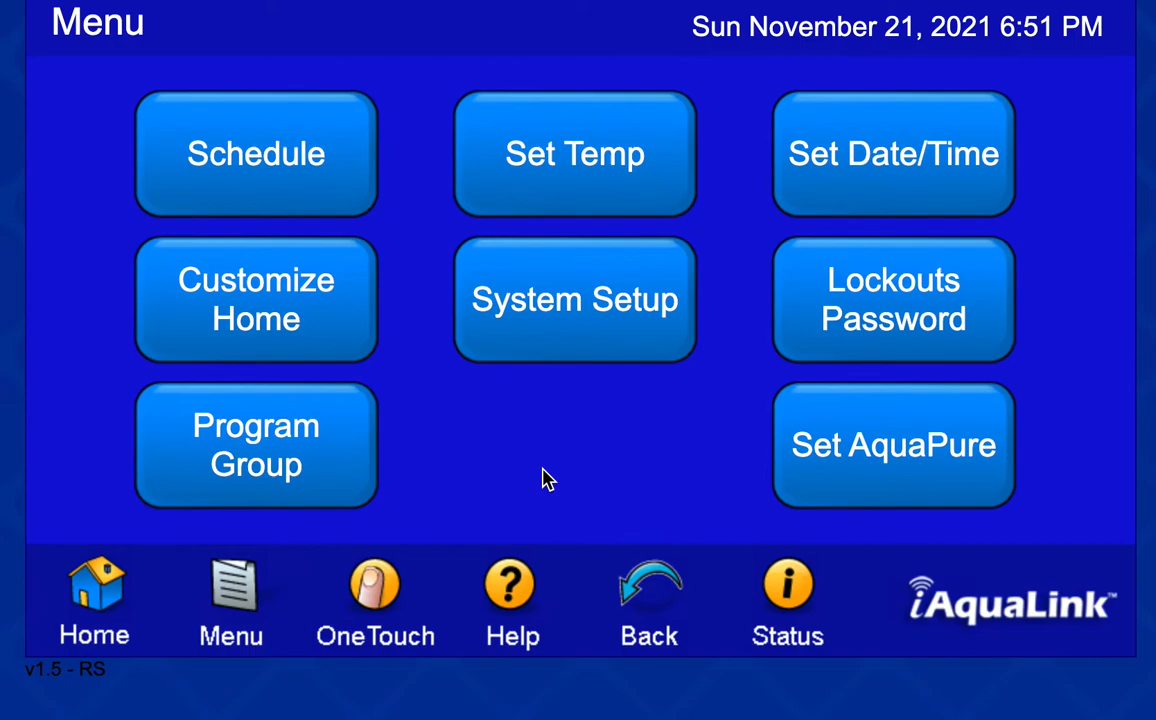 Menu
Sun November 21, 2021 6:51 PM
Schedule
Set Temp
Set Date/Time
Customize
Home
System Setup
Lockouts
Password
Program
Group
Set AquaPure
Home
Menu
OneTouch
Help
Back
Status
iAquaLink™
v1.5 - RS